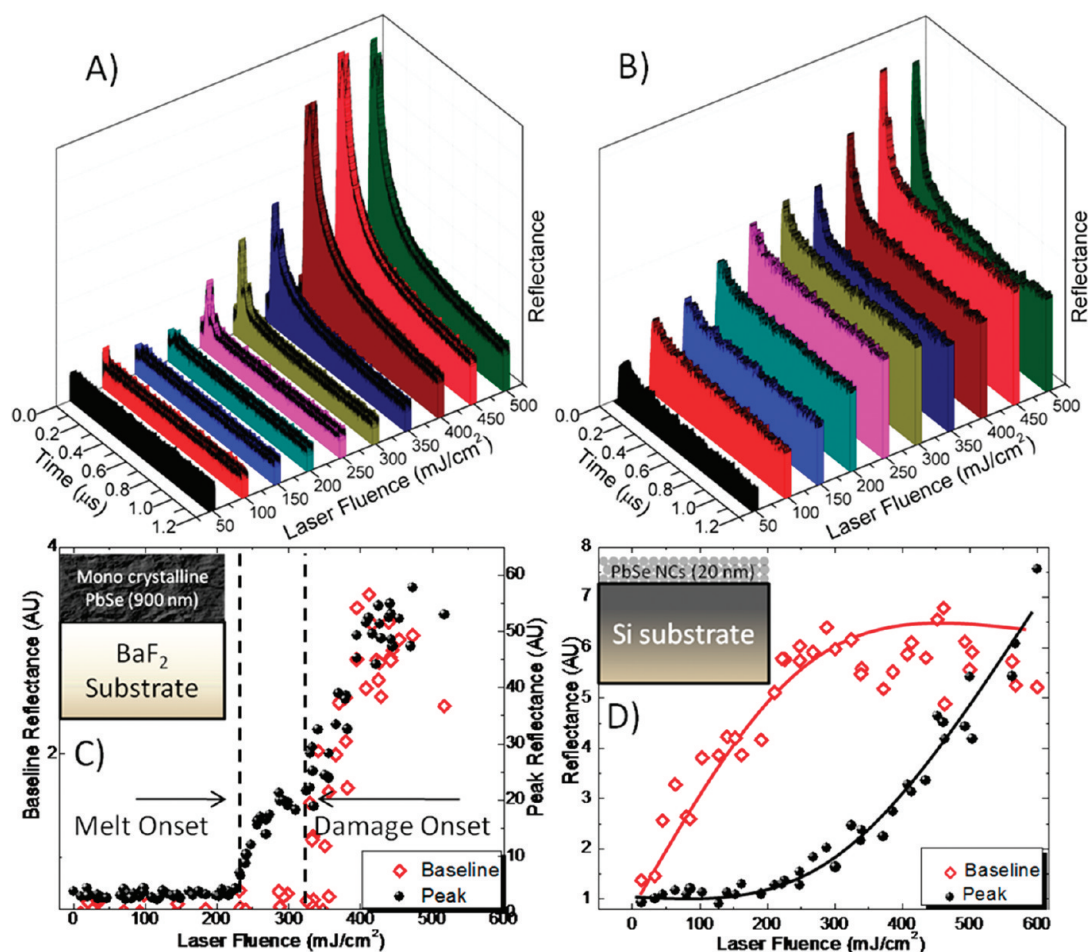 A)
Reflectance
0.0
0.2
0.4
0.6
0.8
1.0
1.2
Time (μs)
50
100
150
200
250
300
350
400
450
500
Laser Fluence (mJ/cm²)
B)
Reflectance
0.0
0.2
0.4
0.6
0.8
1.0
1.2
Time (μs)
50
100
150
200
250
300
350
400
450
500
Laser Fluence (mJ/cm²)
4
2
Baseline Reflectance (AU)
Mono crystalline
PbSe (900 nm)
BaF₂
Substrate
C)
Melt Onset
Damage Onset
Baseline
Peak
60
50
40
30
20
10
0
Peak Reflectance (AU)
0 100 200 300 400 500 600
Laser Fluence (mJ/cm²)
8
7
6
5
4
3
2
1
Reflectance (AU)
PbSe NCs (20 nm)
Si substrate
D)
Baseline
Peak
0 100 200 300 400 500 600
Laser Fluence (mJ/cm²)